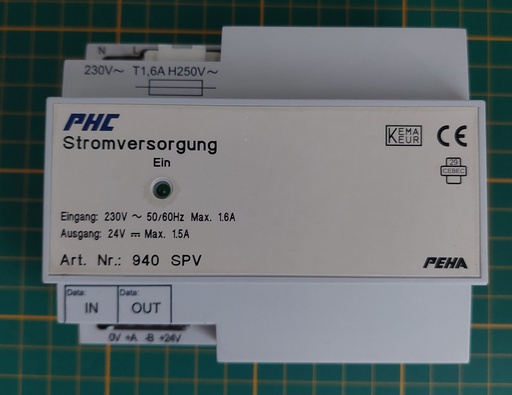 N L
230V~ T1,6A H250V~
PHC
Stromversorgung
Ein
KEMA
KEUR
CE
29
CEBEC
Eingang: 230V ~ 50/60Hz Max. 1.6A
Ausgang: 24V ⎓ Max. 1.5A
Art. Nr.: 940 SPV
PEHA
Data: Data:
IN OUT
0V +A -B +24V